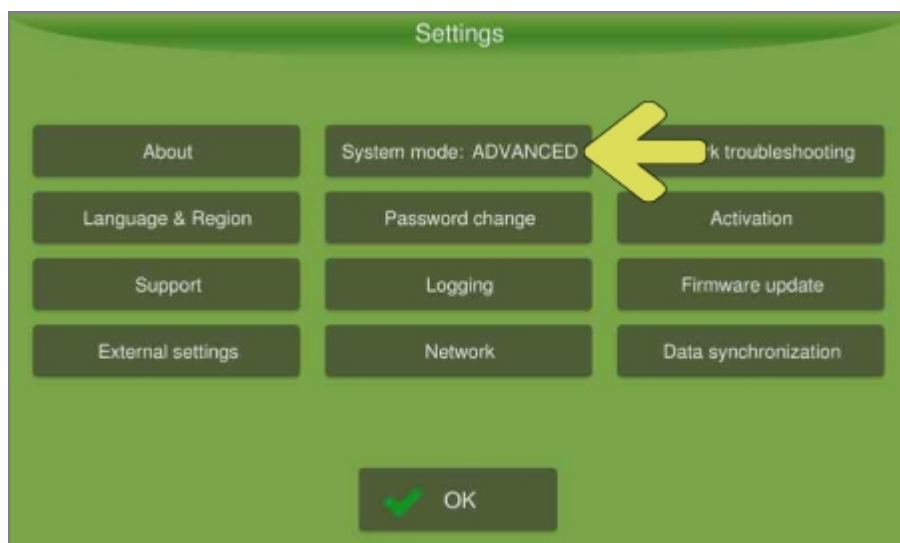 Settings
About
System mode: ADVANCED
troubleshooting
Language & Region
Password change
Activation
Support
Logging
Firmware update
External settings
Network
Data synchronization
OK